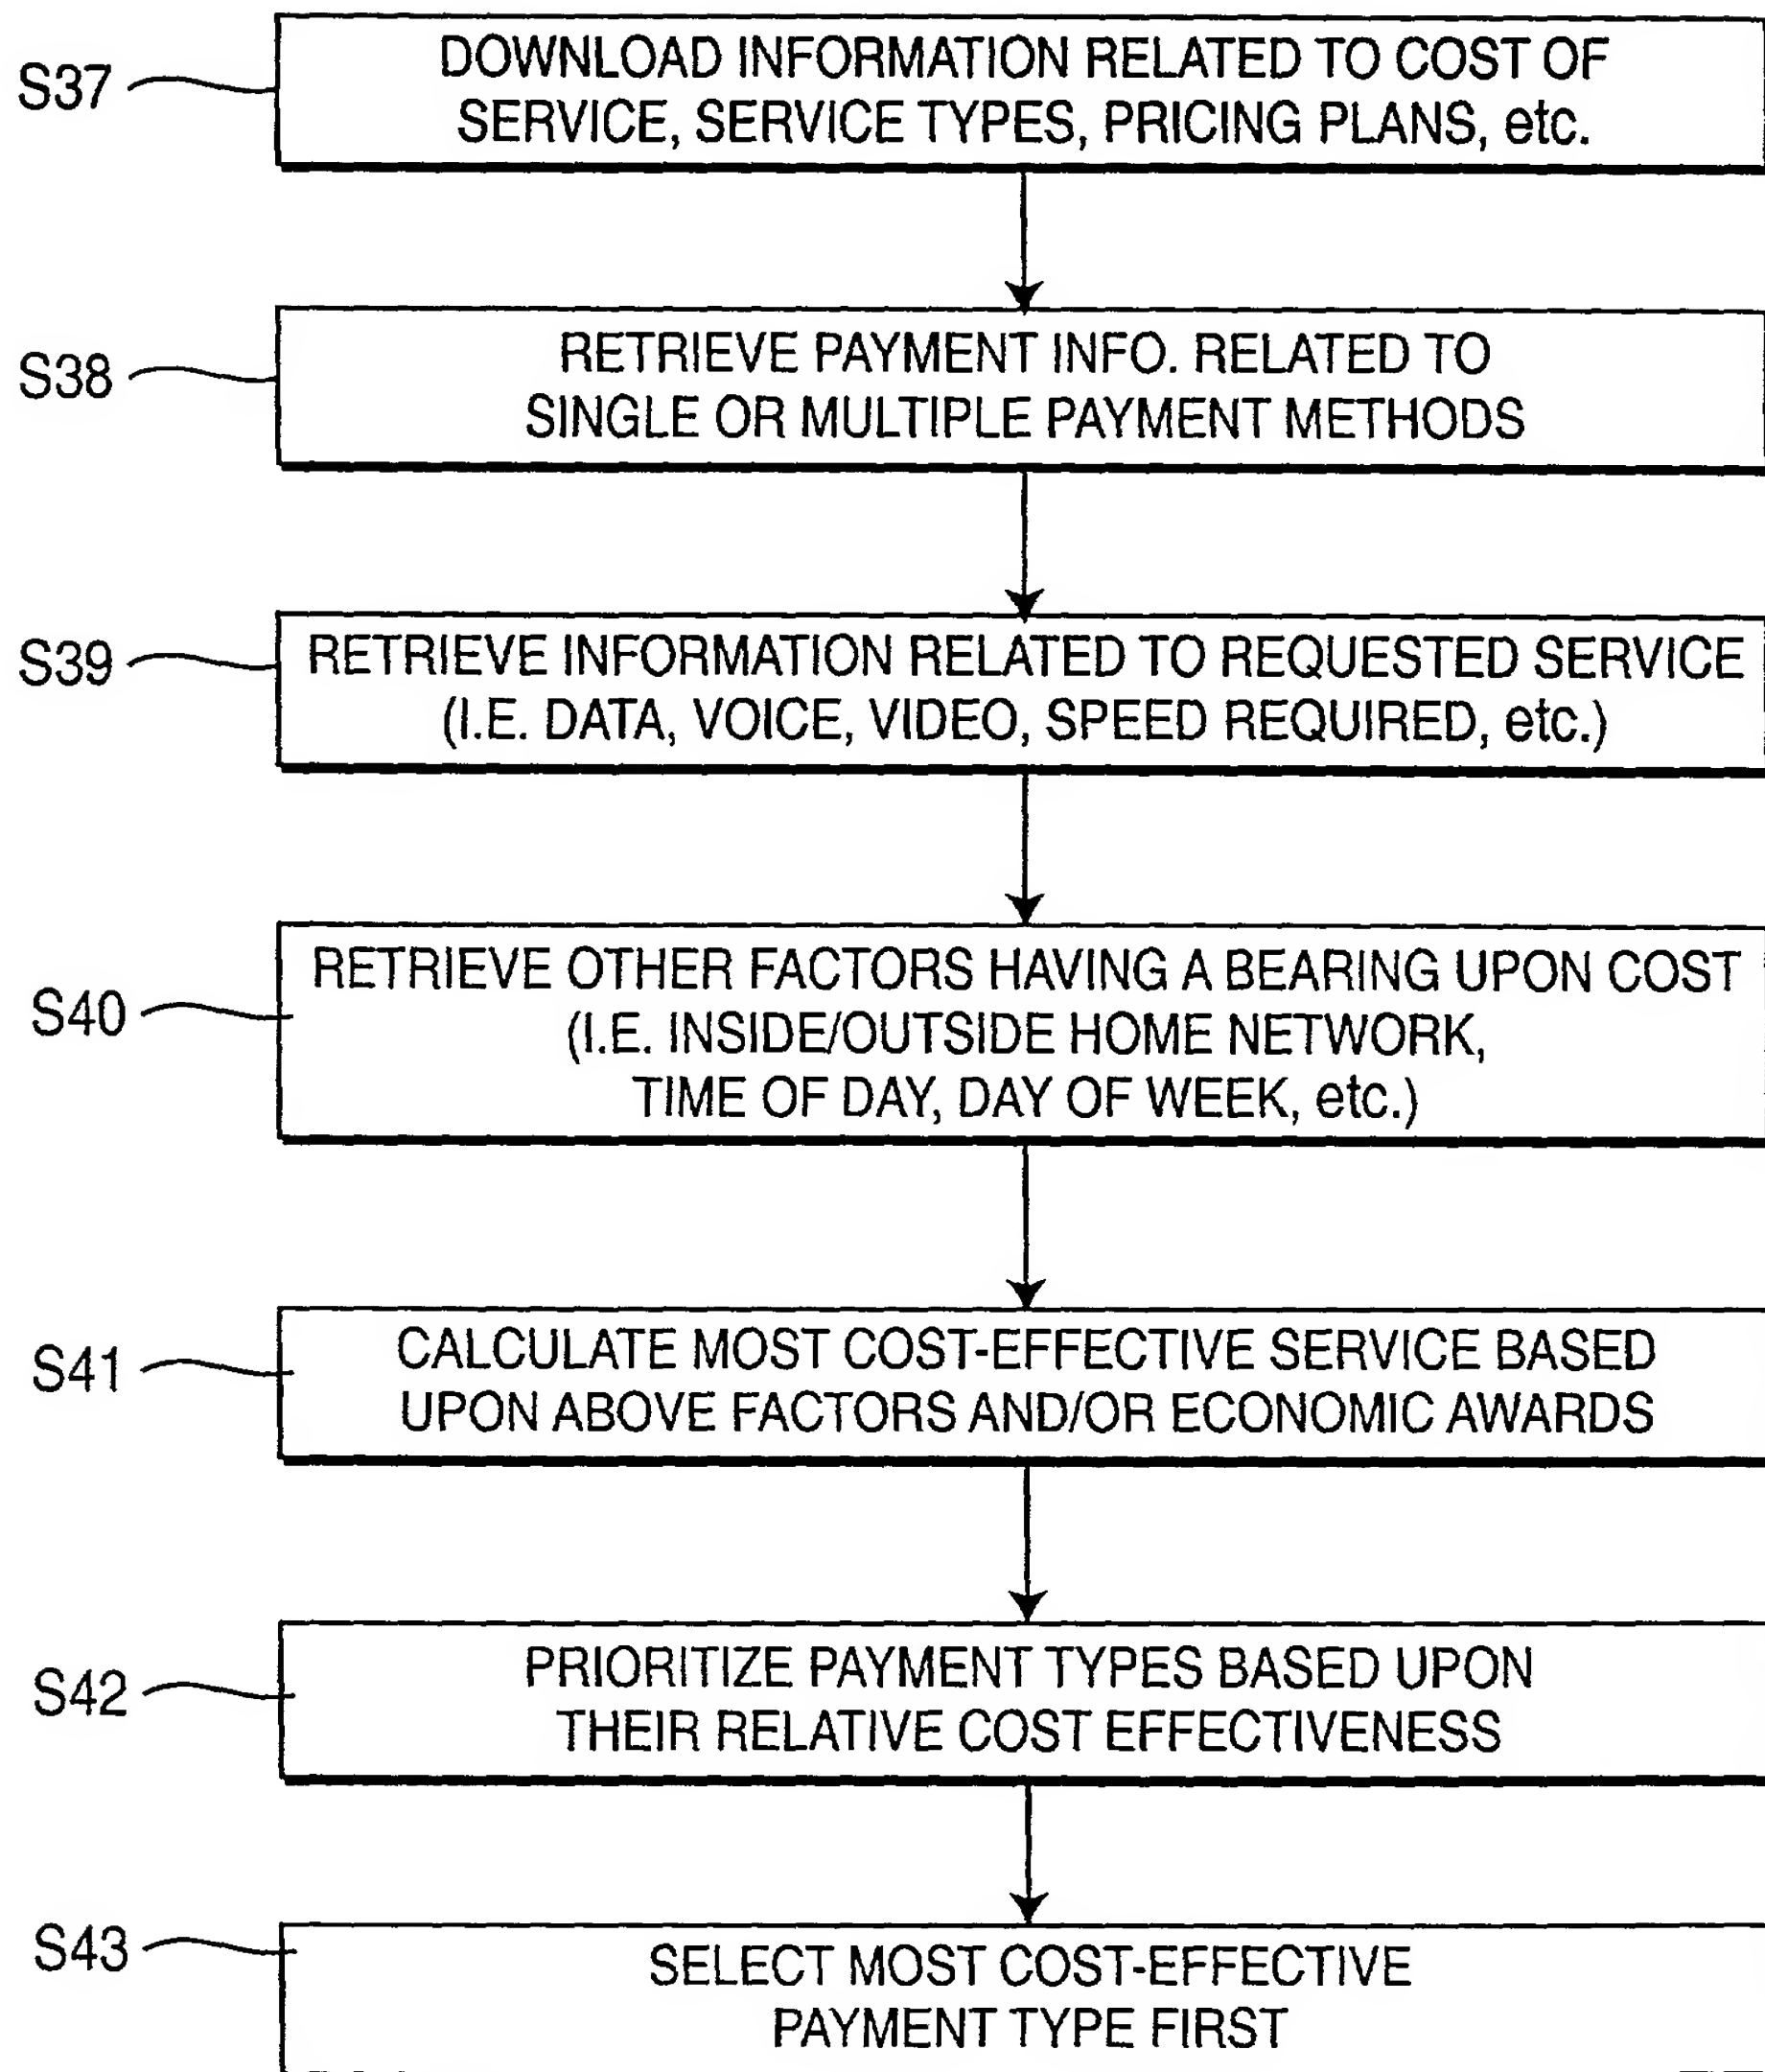 S37
DOWNLOAD INFORMATION RELATED TO COST OF
SERVICE, SERVICE TYPES, PRICING PLANS, etc.
S38
RETRIEVE PAYMENT INFO. RELATED TO
SINGLE OR MULTIPLE PAYMENT METHODS
S39
RETRIEVE INFORMATION RELATED TO REQUESTED SERVICE
(I.E. DATA, VOICE, VIDEO, SPEED REQUIRED, etc.)
S40
RETRIEVE OTHER FACTORS HAVING A BEARING UPON COST
(I.E. INSIDE/OUTSIDE HOME NETWORK,
TIME OF DAY, DAY OF WEEK, etc.)
S41
CALCULATE MOST COST-EFFECTIVE SERVICE BASED
UPON ABOVE FACTORS AND/OR ECONOMIC AWARDS
S42
PRIORITIZE PAYMENT TYPES BASED UPON
THEIR RELATIVE COST EFFECTIVENESS
S43
SELECT MOST COST-EFFECTIVE
PAYMENT TYPE FIRST